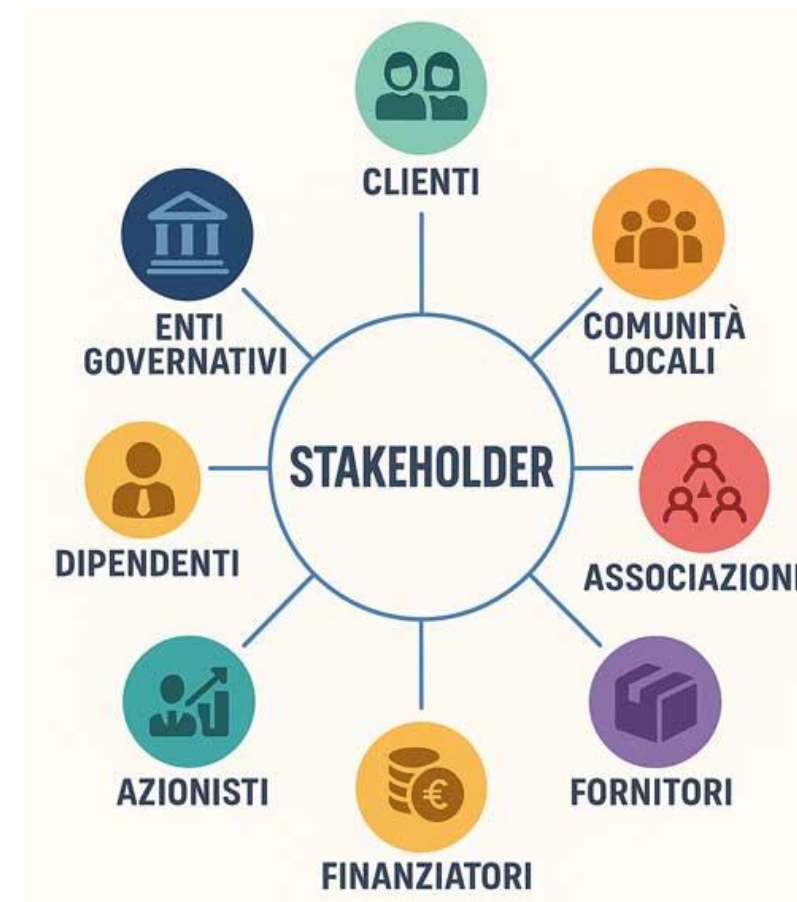 CLIENTI
ENTI
GOVERNATIVI
COMUNITÀ
LOCALI
STAKEHOLDER
DIPENDENTI
ASSOCIAZIONI
AZIONISTI
FORNITORI
FINANZIATORI
€